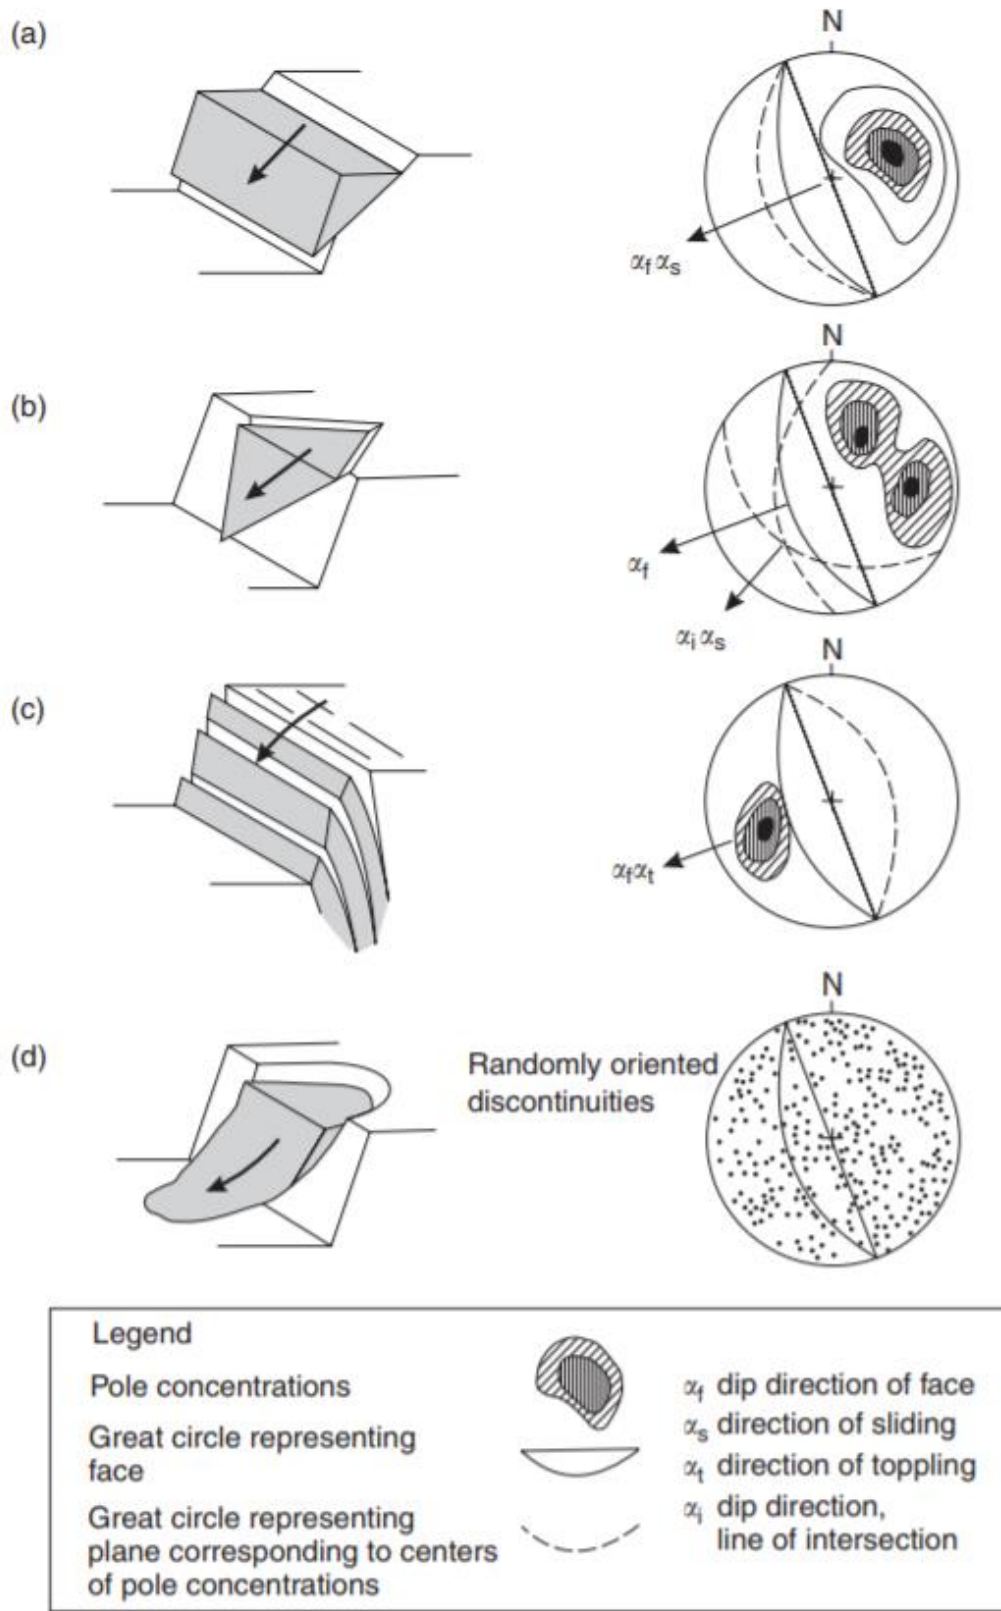 (a)
N
αf αs
(b)
N
αf
αi αs
(c)
N
αfαt
(d)
N
Randomly oriented
discontinuities
Legend
Pole concentrations
Great circle representing
face
Great circle representing
plane corresponding to centers
of pole concentrations
αf dip direction of face
αs direction of sliding
αt direction of toppling
αi dip direction,
line of intersection